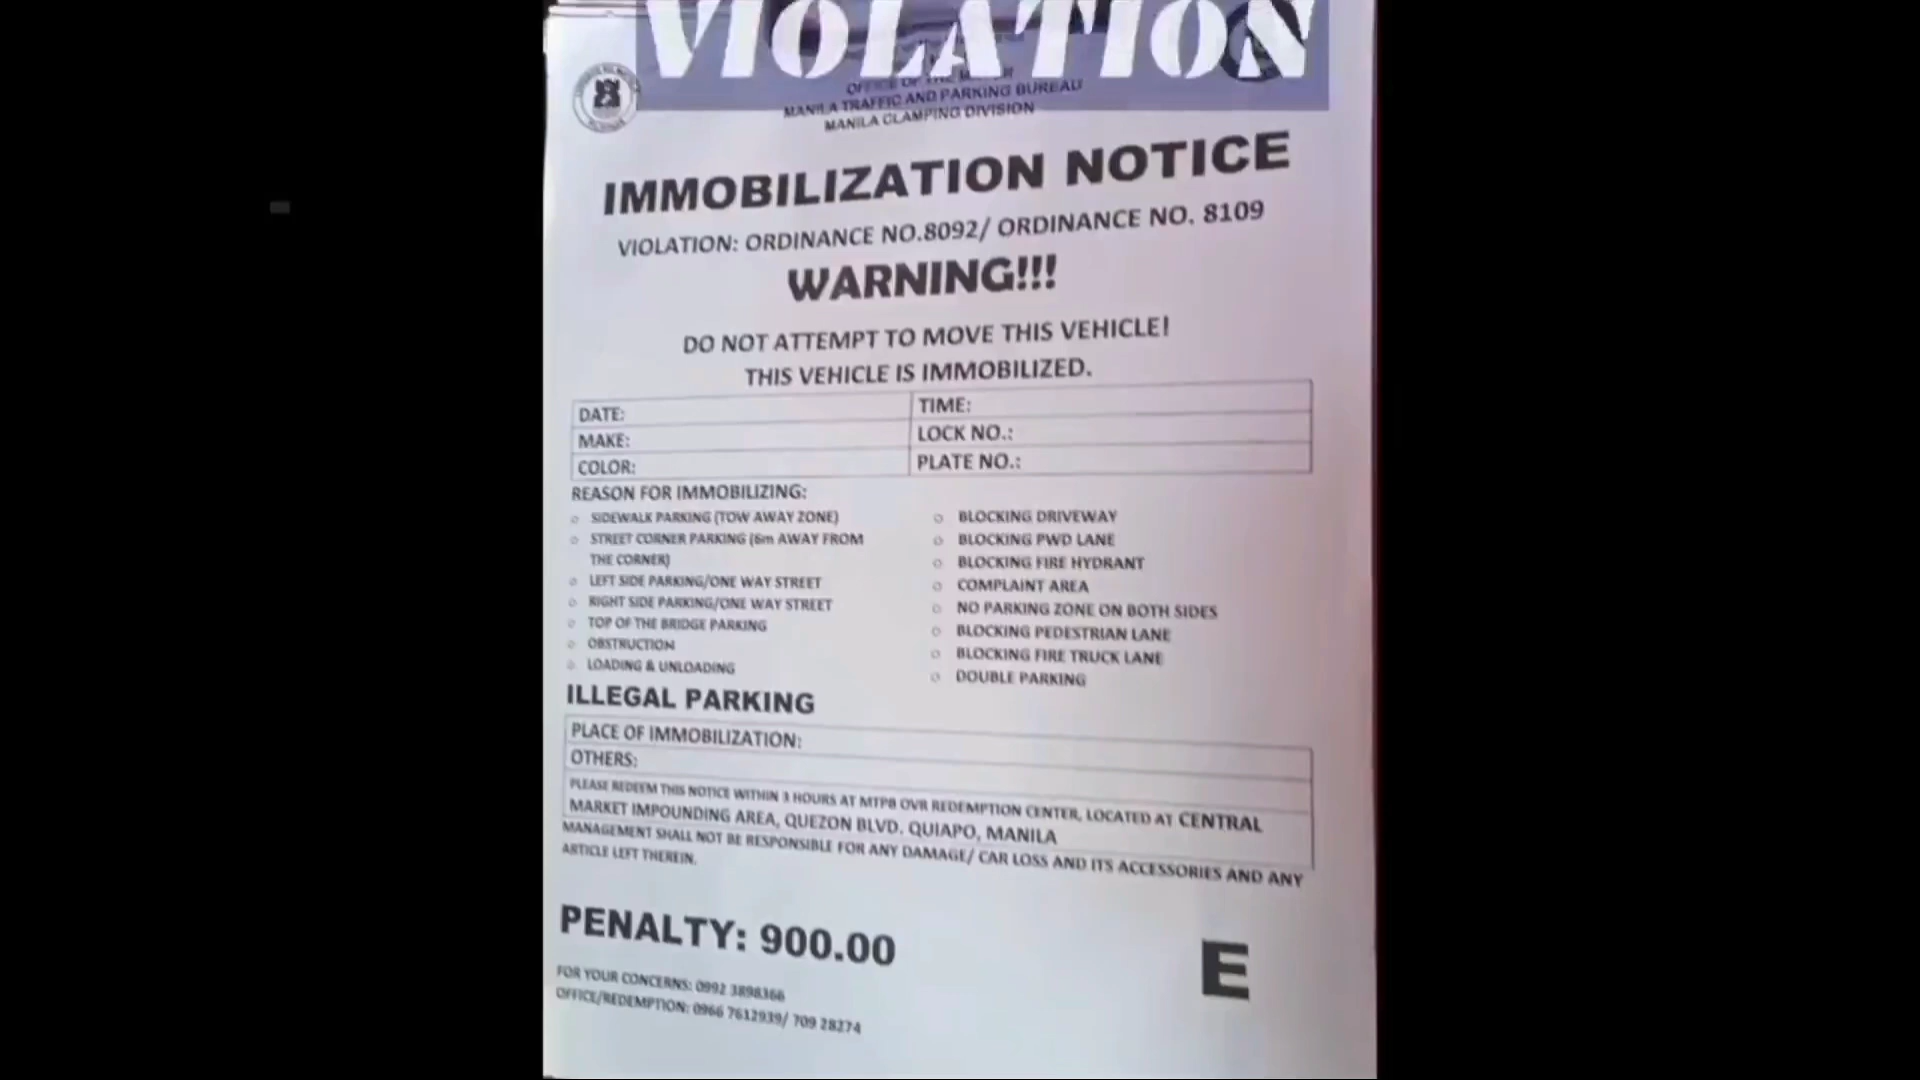 VIOLATION
OFFICE OF THE
MANILA TRAFFIC AND PARKING BUREAU
MANILA CLAMPING DIVISION
IMMOBILIZATION NOTICE
VIOLATION: ORDINANCE NO.8092/ ORDINANCE NO. 8109
WARNING!!!
DO NOT ATTEMPT TO MOVE THIS VEHICLE!
THIS VEHICLE IS IMMOBILIZED.
DATE:
TIME:
MAKE:
LOCK NO.:
COLOR:
PLATE NO.:
REASON FOR IMMOBILIZING:
SIDEWALK PARKING (TOW AWAY ZONE)
STREET CORNER PARKING (6m AWAY FROM
THE CORNER)
LEFT SIDE PARKING/ONE WAY STREET
RIGHT SIDE PARKING/ONE WAY STREET
TOP OF THE BRIDGE PARKING
OBSTRUCTION
LOADING & UNLOADING
BLOCKING DRIVEWAY
BLOCKING PWD LANE
BLOCKING FIRE HYDRANT
COMPLAINT AREA
NO PARKING ZONE ON BOTH SIDES
BLOCKING PEDESTRIAN LANE
BLOCKING FIRE TRUCK LANE
DOUBLE PARKING
ILLEGAL PARKING
PLACE OF IMMOBILIZATION:
OTHERS:
PLEASE REDEEM THIS NOTICE WITHIN 3 HOURS AT MTPB OVR REDEMPTION CENTER, LOCATED AT CENTRAL
MARKET IMPOUNDING AREA, QUEZON BLVD. QUIAPO, MANILA
MANAGEMENT SHALL NOT BE RESPONSIBLE FOR ANY DAMAGE/ CAR LOSS AND ITS ACCESSORIES AND ANY
ARTICLE LEFT THEREIN.
PENALTY: 900.00
E
FOR YOUR CONCERNS: 0992 3898366
OFFICE/REDEMPTION: 0966 7612939/ 709 28274